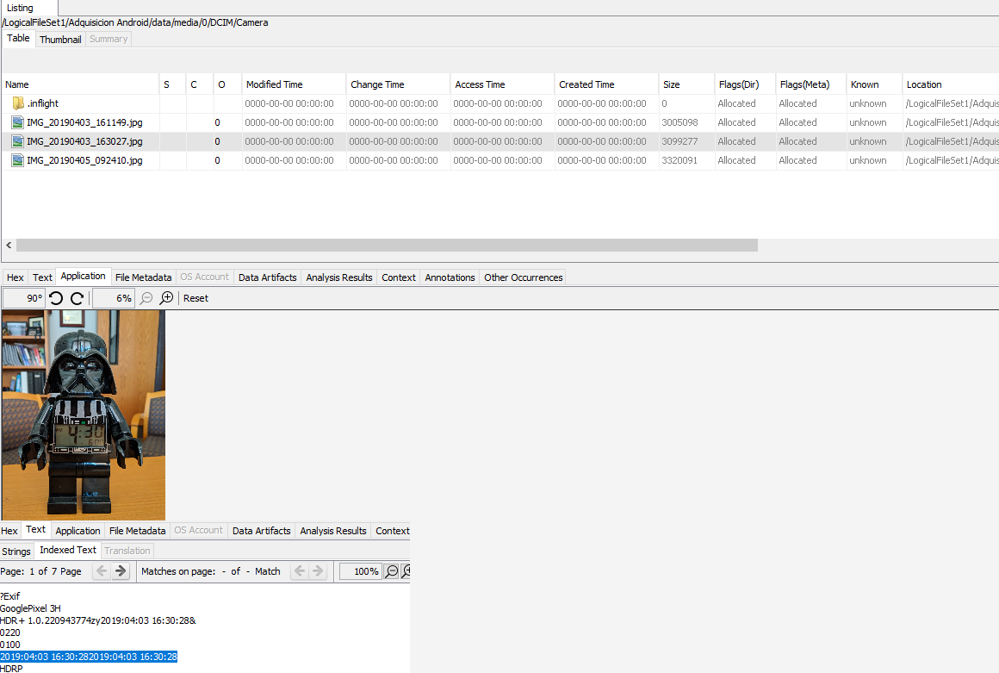 Listing
/LogicalFileSet1/Adquisicion Android/data/media/0/DCIM/Camera
Table Thumbnail Summary
Name S C O Modified Time Change Time Access Time Created Time Size Flags(Dir) Flags(Meta) Known Location
.inflight 0000-00-00 00:00:00 0000-00-00 00:00:00 0000-00-00 00:00:00 0000-00-00 00:00:00 0 Allocated Allocated unknown /LogicalFileSet1/Adquis
IMG_20190403_161149.jpg 0 0000-00-00 00:00:00 0000-00-00 00:00:00 0000-00-00 00:00:00 0000-00-00 00:00:00 3005098 Allocated Allocated unknown /LogicalFileSet1/Adquis
IMG_20190403_163027.jpg 0 0000-00-00 00:00:00 0000-00-00 00:00:00 0000-00-00 00:00:00 0000-00-00 00:00:00 3099277 Allocated Allocated unknown /LogicalFileSet1/Adquis
IMG_20190405_092410.jpg 0 0000-00-00 00:00:00 0000-00-00 00:00:00 0000-00-00 00:00:00 0000-00-00 00:00:00 3320091 Allocated Allocated unknown /LogicalFileSet1/Adquis
Hex Text Application File Metadata OS Account Data Artifacts Analysis Results Context Annotations Other Occurrences
90° 6% Reset
4:30
Hex Text Application File Metadata OS Account Data Artifacts Analysis Results Context
Strings Indexed Text Translation
Page: 1 of 7 Page Matches on page: - of - Match 100%
?Exif
GooglePixel 3H
HDR+ 1.0.220943774zy2019:04:03 16:30:28&
0220
0100
2019:04:03 16:30:282019:04:03 16:30:28
HDRP